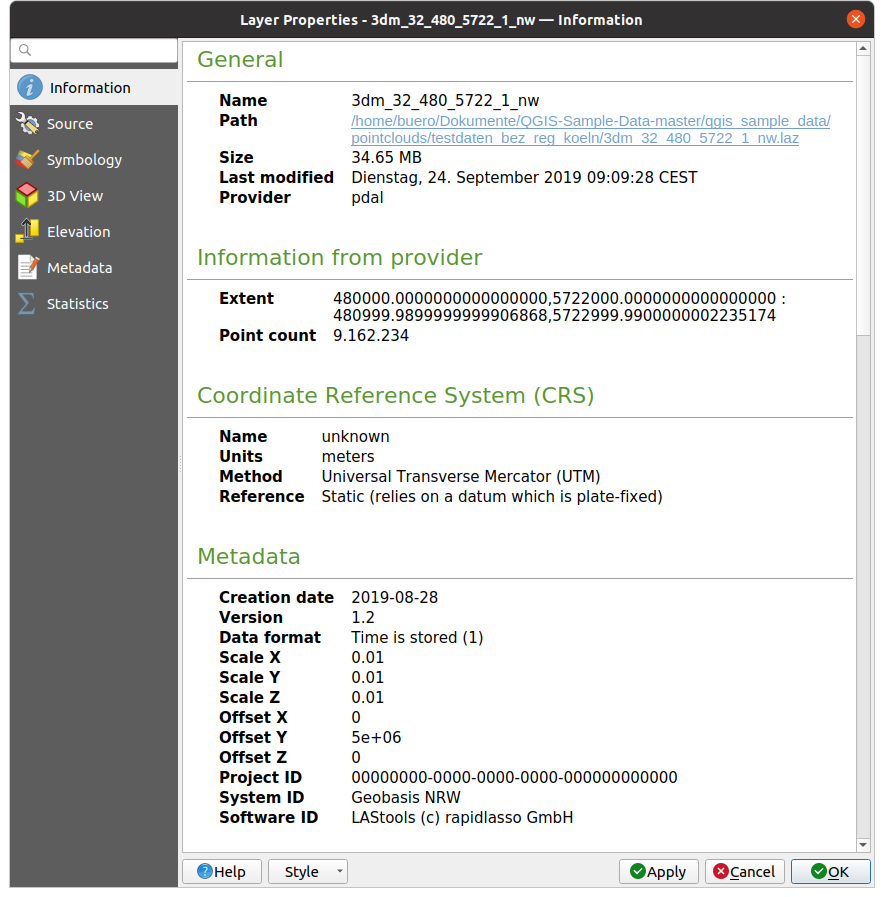 Layer Properties - 3dm_32_480_5722_1_nw — Information
Information
Source
Symbology
3D View
Elevation
Metadata
Statistics
General
Name 3dm_32_480_5722_1_nw
Path /home/buero/Dokumente/QGIS-Sample-Data-master/qgis_sample_data/
pointclouds/testdaten_bez_reg_koeln/3dm_32_480_5722_1_nw.laz
Size 34.65 MB
Last modified Dienstag, 24. September 2019 09:09:28 CEST
Provider pdal
Information from provider
Extent 480000.0000000000000000,5722000.0000000000000000 :
480999.9899999999906868,5722999.9900000002235174
Point count 9.162.234
Coordinate Reference System (CRS)
Name unknown
Units meters
Method Universal Transverse Mercator (UTM)
Reference Static (relies on a datum which is plate-fixed)
Metadata
Creation date 2019-08-28
Version 1.2
Data format Time is stored (1)
Scale X 0.01
Scale Y 0.01
Scale Z 0.01
Offset X 0
Offset Y 5e+06
Offset Z 0
Project ID 00000000-0000-0000-0000-000000000000
System ID Geobasis NRW
Software ID LAStools (c) rapidlasso GmbH
Help Style Apply Cancel OK